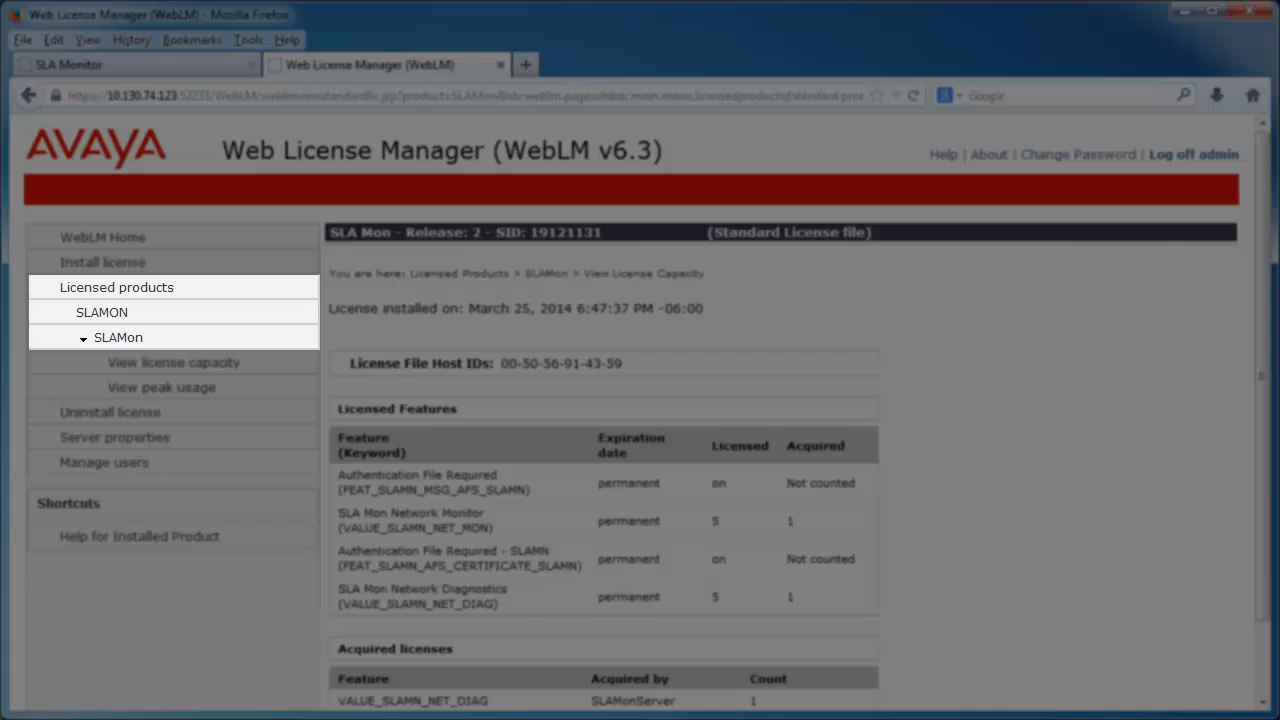 Web License Manager (WebLM) - Mozilla Firefox
File Edit View History Bookmarks Tools Help
SLA Monitor
Web License Manager (WebLM)
Google
AVAYA
Web License Manager (WebLM v6.3)
Help | About | Change Password | Log off admin
WebLM Home
Install license
Licensed products
SLAMON
SLAMon
View license capacity
View peak usage
Uninstall license
Server properties
Manage users
Shortcuts
Help for Installed Product
SLA Mon - Release: 2 - SID: 19121131 (Standard License file)
You are here: Licensed Products > SLAMon > View License Capacity
License installed on: March 25, 2014 6:47:37 PM -06:00
License File Host IDs: 00-50-56-91-43-59
Licensed Features
Feature (Keyword) Expiration date Licensed Acquired
Authentication File Required (FEAT_SLAMN_MSG_AFS_SLAMN) permanent on Not counted
SLA Mon Network Monitor (VALUE_SLAMN_NET_MON) permanent 5 1
Authentication File Required - SLAMN (FEAT_SLAMN_AFS_CERTIFICATE_SLAMN) permanent on Not counted
SLA Mon Network Diagnostics (VALUE_SLAMN_NET_DIAG) permanent 5 1
Acquired licenses
Feature Acquired by Count
VALUE_SLAMN_NET_DIAG SLAMonServer 1